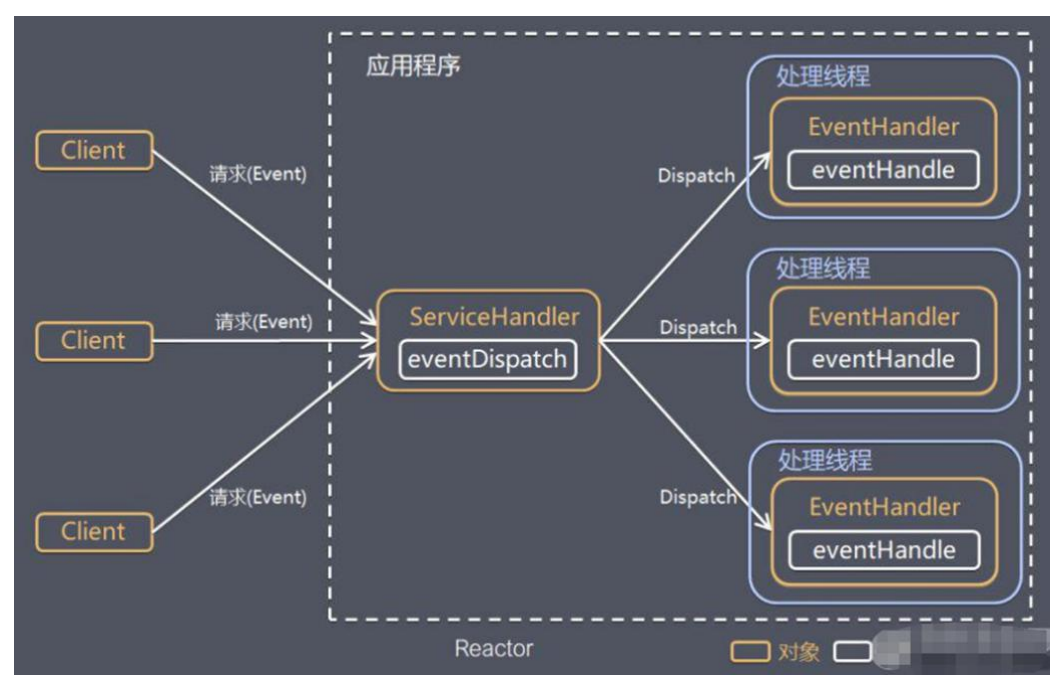 应用程序
处理线程
EventHandler
eventHandle
Client
请求(Event)
Dispatch
处理线程
EventHandler
eventHandle
Client
请求(Event)
ServiceHandler
eventDispatch
Dispatch
处理线程
EventHandler
eventHandle
Client
请求(Event)
Dispatch
Reactor
对象